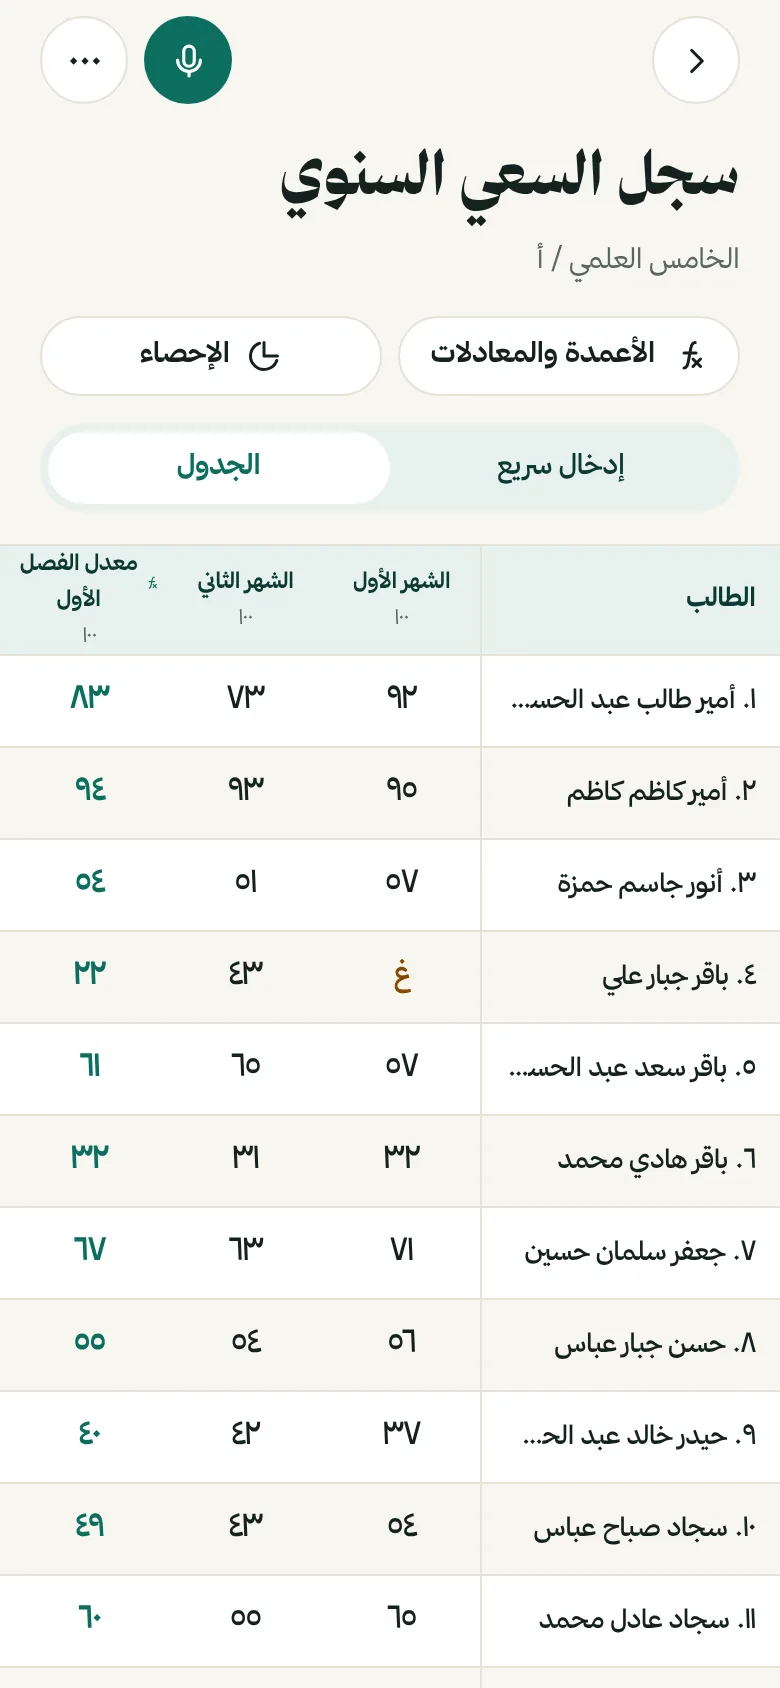 سجل السعي السنوي
الخامس العلمي / أ
الأعمدة والمعادلات
الإحصاء
إدخال سريع
الجدول
الطالب الشهر الأول ١٠٠ الشهر الثاني ١٠٠ معدل الفصل الأول ١٠٠
١. أمير طالب عبد الحسـ... ٩٢ ٧٣ ٨٣
٢. أمير كاظم كاظم ٩٥ ٩٣ ٩٤
٣. أنور جاسم حمزة ٥٧ ٥١ ٥٤
٤. باقر جبار علي غ ٤٣ ٢٢
٥. باقر سعد عبد الحسـ... ٥٧ ٦٥ ٦١
٦. باقر هادي محمد ٣٢ ٣١ ٣٢
٧. جعفر سلمان حسين ٧١ ٦٣ ٦٧
٨. حسن جبار عباس ٥٦ ٥٤ ٥٥
٩. حيدر خالد عبد الحـ... ٣٧ ٤٢ ٤٠
١٠. سجاد صباح عباس ٥٤ ٤٣ ٤٩
١١. سجاد عادل محمد ٦٥ ٥٥ ٦٠